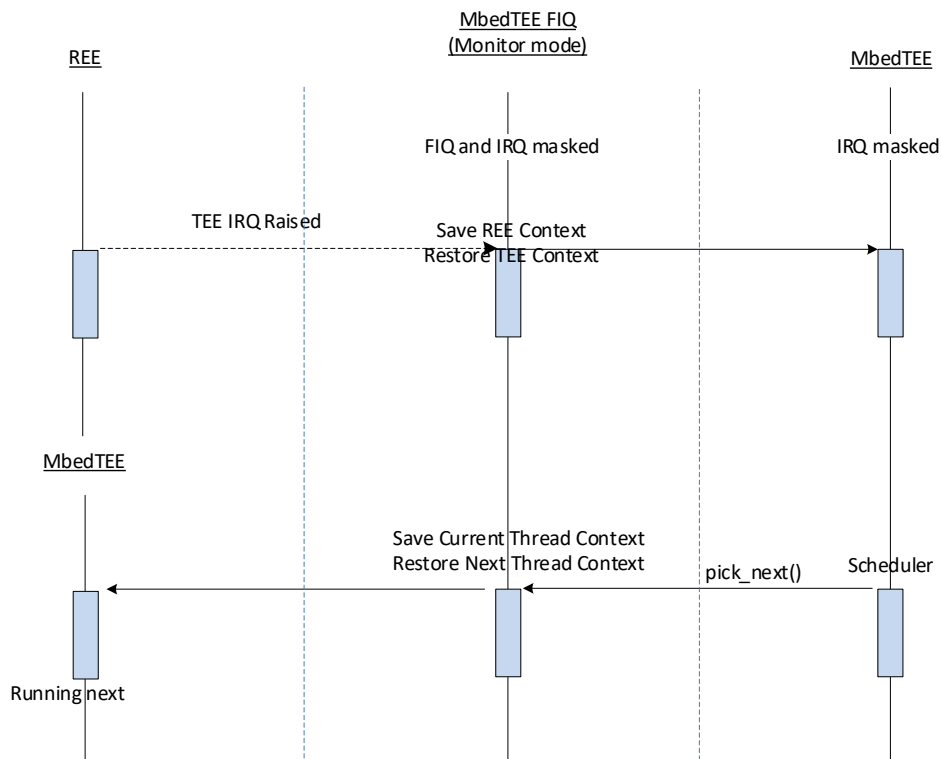 MbedTEE FIQ
(Monitor mode)
REE
MbedTEE
FIQ and IRQ masked
IRQ masked
TEE IRQ Raised
Save REE Context
Restore TEE Context
MbedTEE
Save Current Thread Context
Restore Next Thread Context
pick_next()
Scheduler
Running next